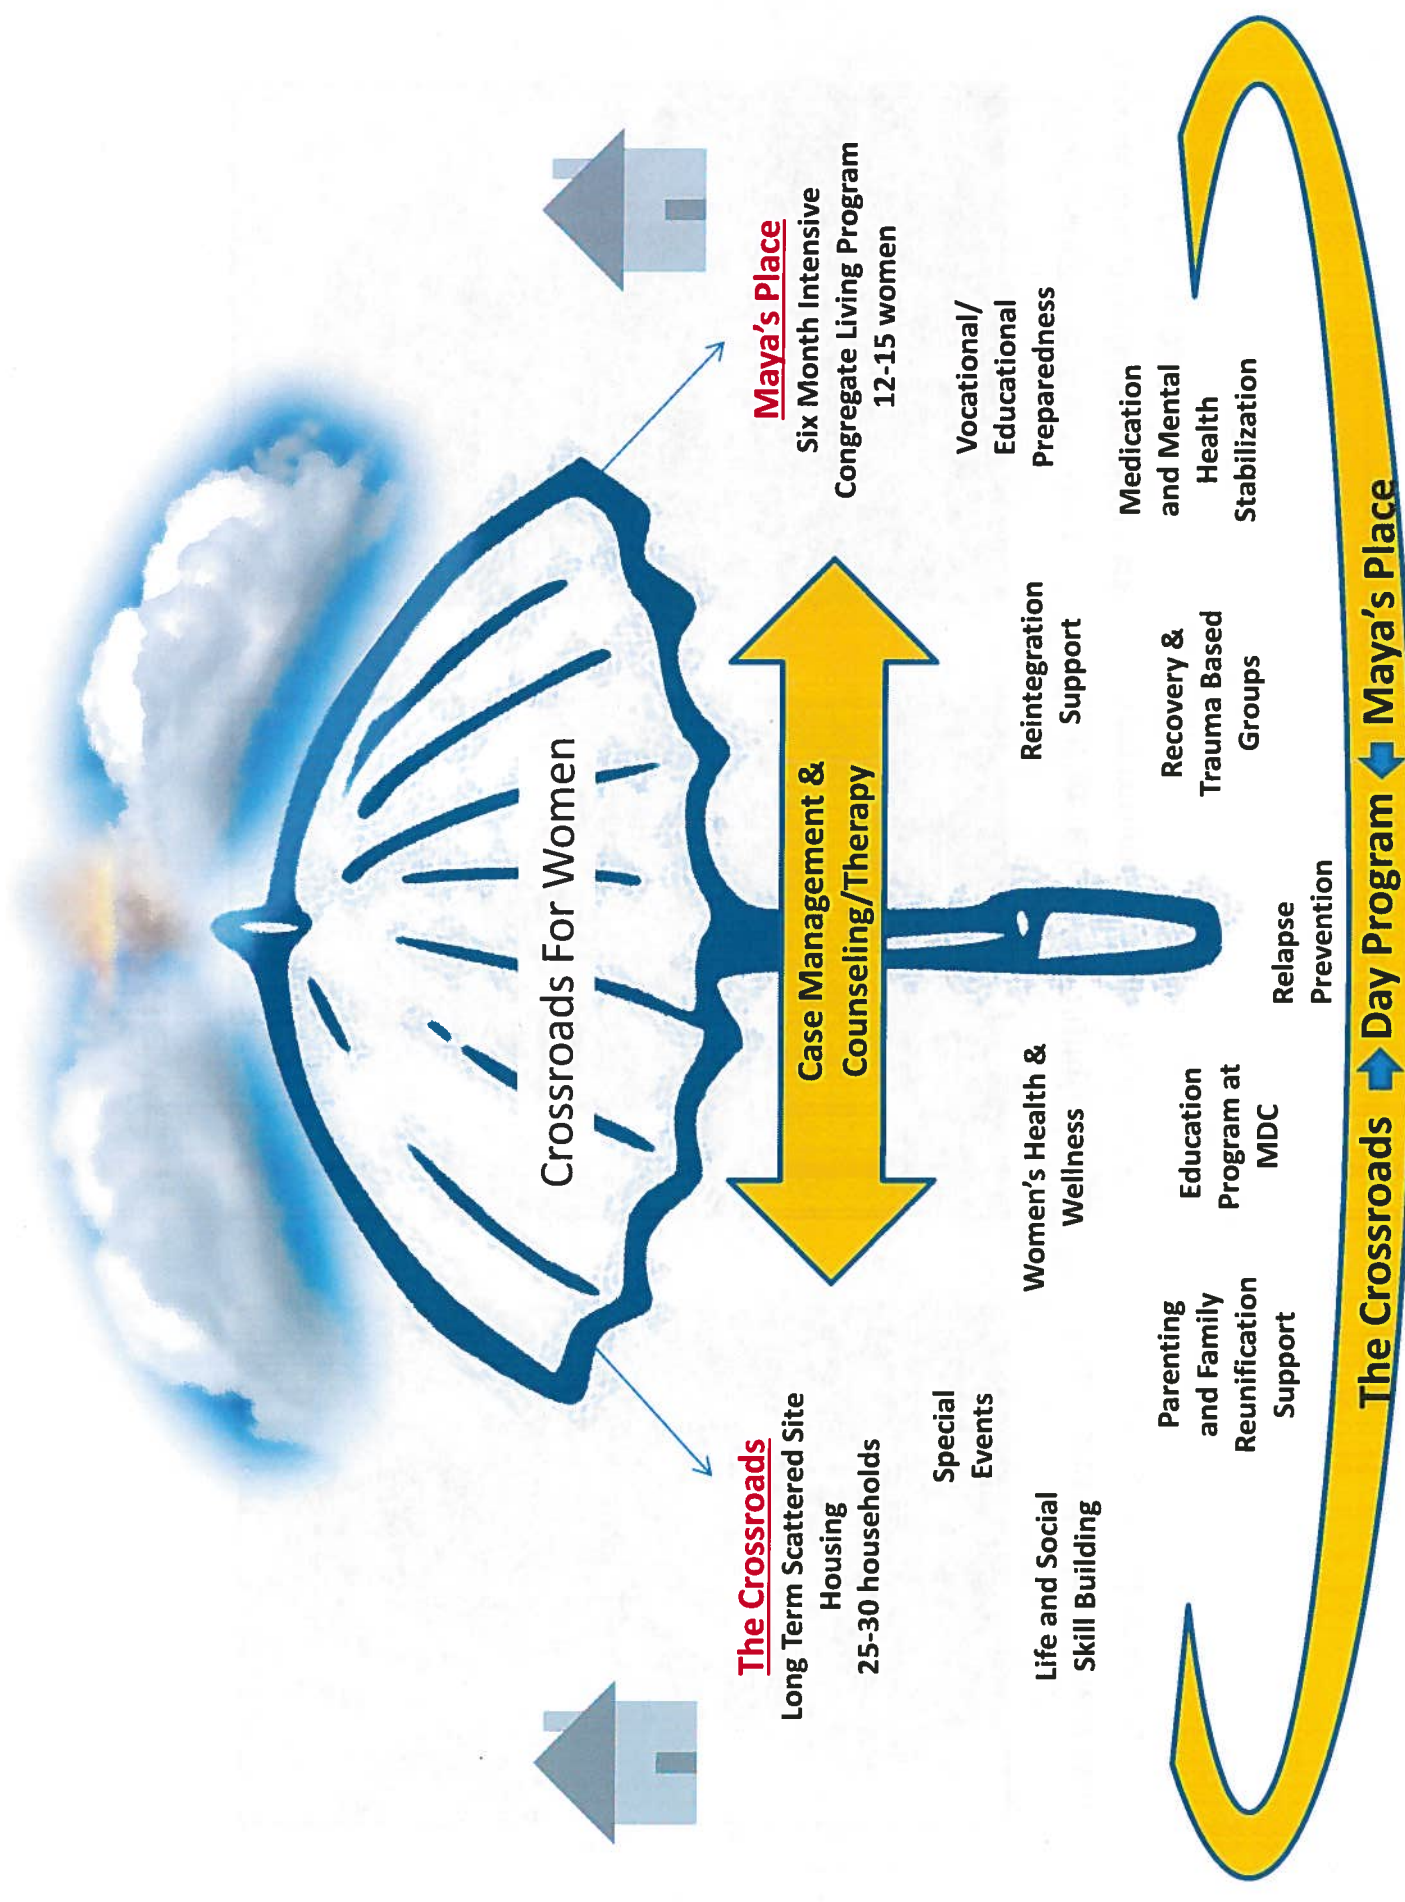 Crossroads For Women
Case Management &
Counseling/Therapy
The Crossroads
Long Term Scattered Site
Housing
25-30 households
Maya's Place
Six Month Intensive
Congregate Living Program
12-15 women
Special
Events
Life and Social
Skill Building
Women's Health &
Wellness
Reintegration
Support
Vocational/
Educational
Preparedness
Parenting
and Family
Reunification
Support
Education
Program at
MDC
Relapse
Prevention
Recovery &
Trauma Based
Groups
Medication
and Mental
Health
Stabilization
The Crossroads Day Program Maya's Place